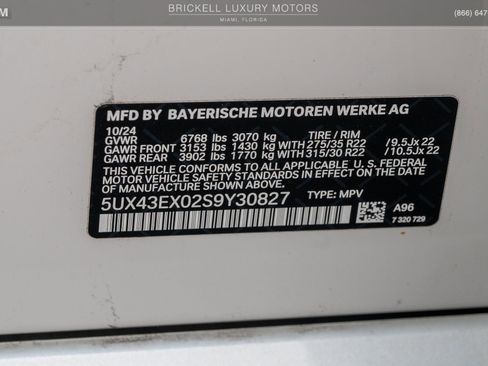 BRICKELL LUXURY MOTORS
MIAMI, FLORIDA
(866) 647
MFD BY BAYERISCHE MOTOREN WERKE AG
10/24
GVWR 6768 lbs 3070 kg TIRE / RIM
GAWR FRONT 3153 lbs 1430 kg WITH 275/35 R22 / 9.5Jx 22
GAWR REAR 3902 lbs 1770 kg WITH 315/30 R22 / 10.5Jx 22
THIS VEHICLE CONFORMS TO ALL APPLICABLE U. S. FEDERAL
MOTOR VEHICLE SAFETY STANDARDS IN EFFECT ON THE DATE OF
MANUFACTURE SHOWN ABOVE.
5UX43EX02S9Y30827 TYPE: MPV
A96
7 320 729